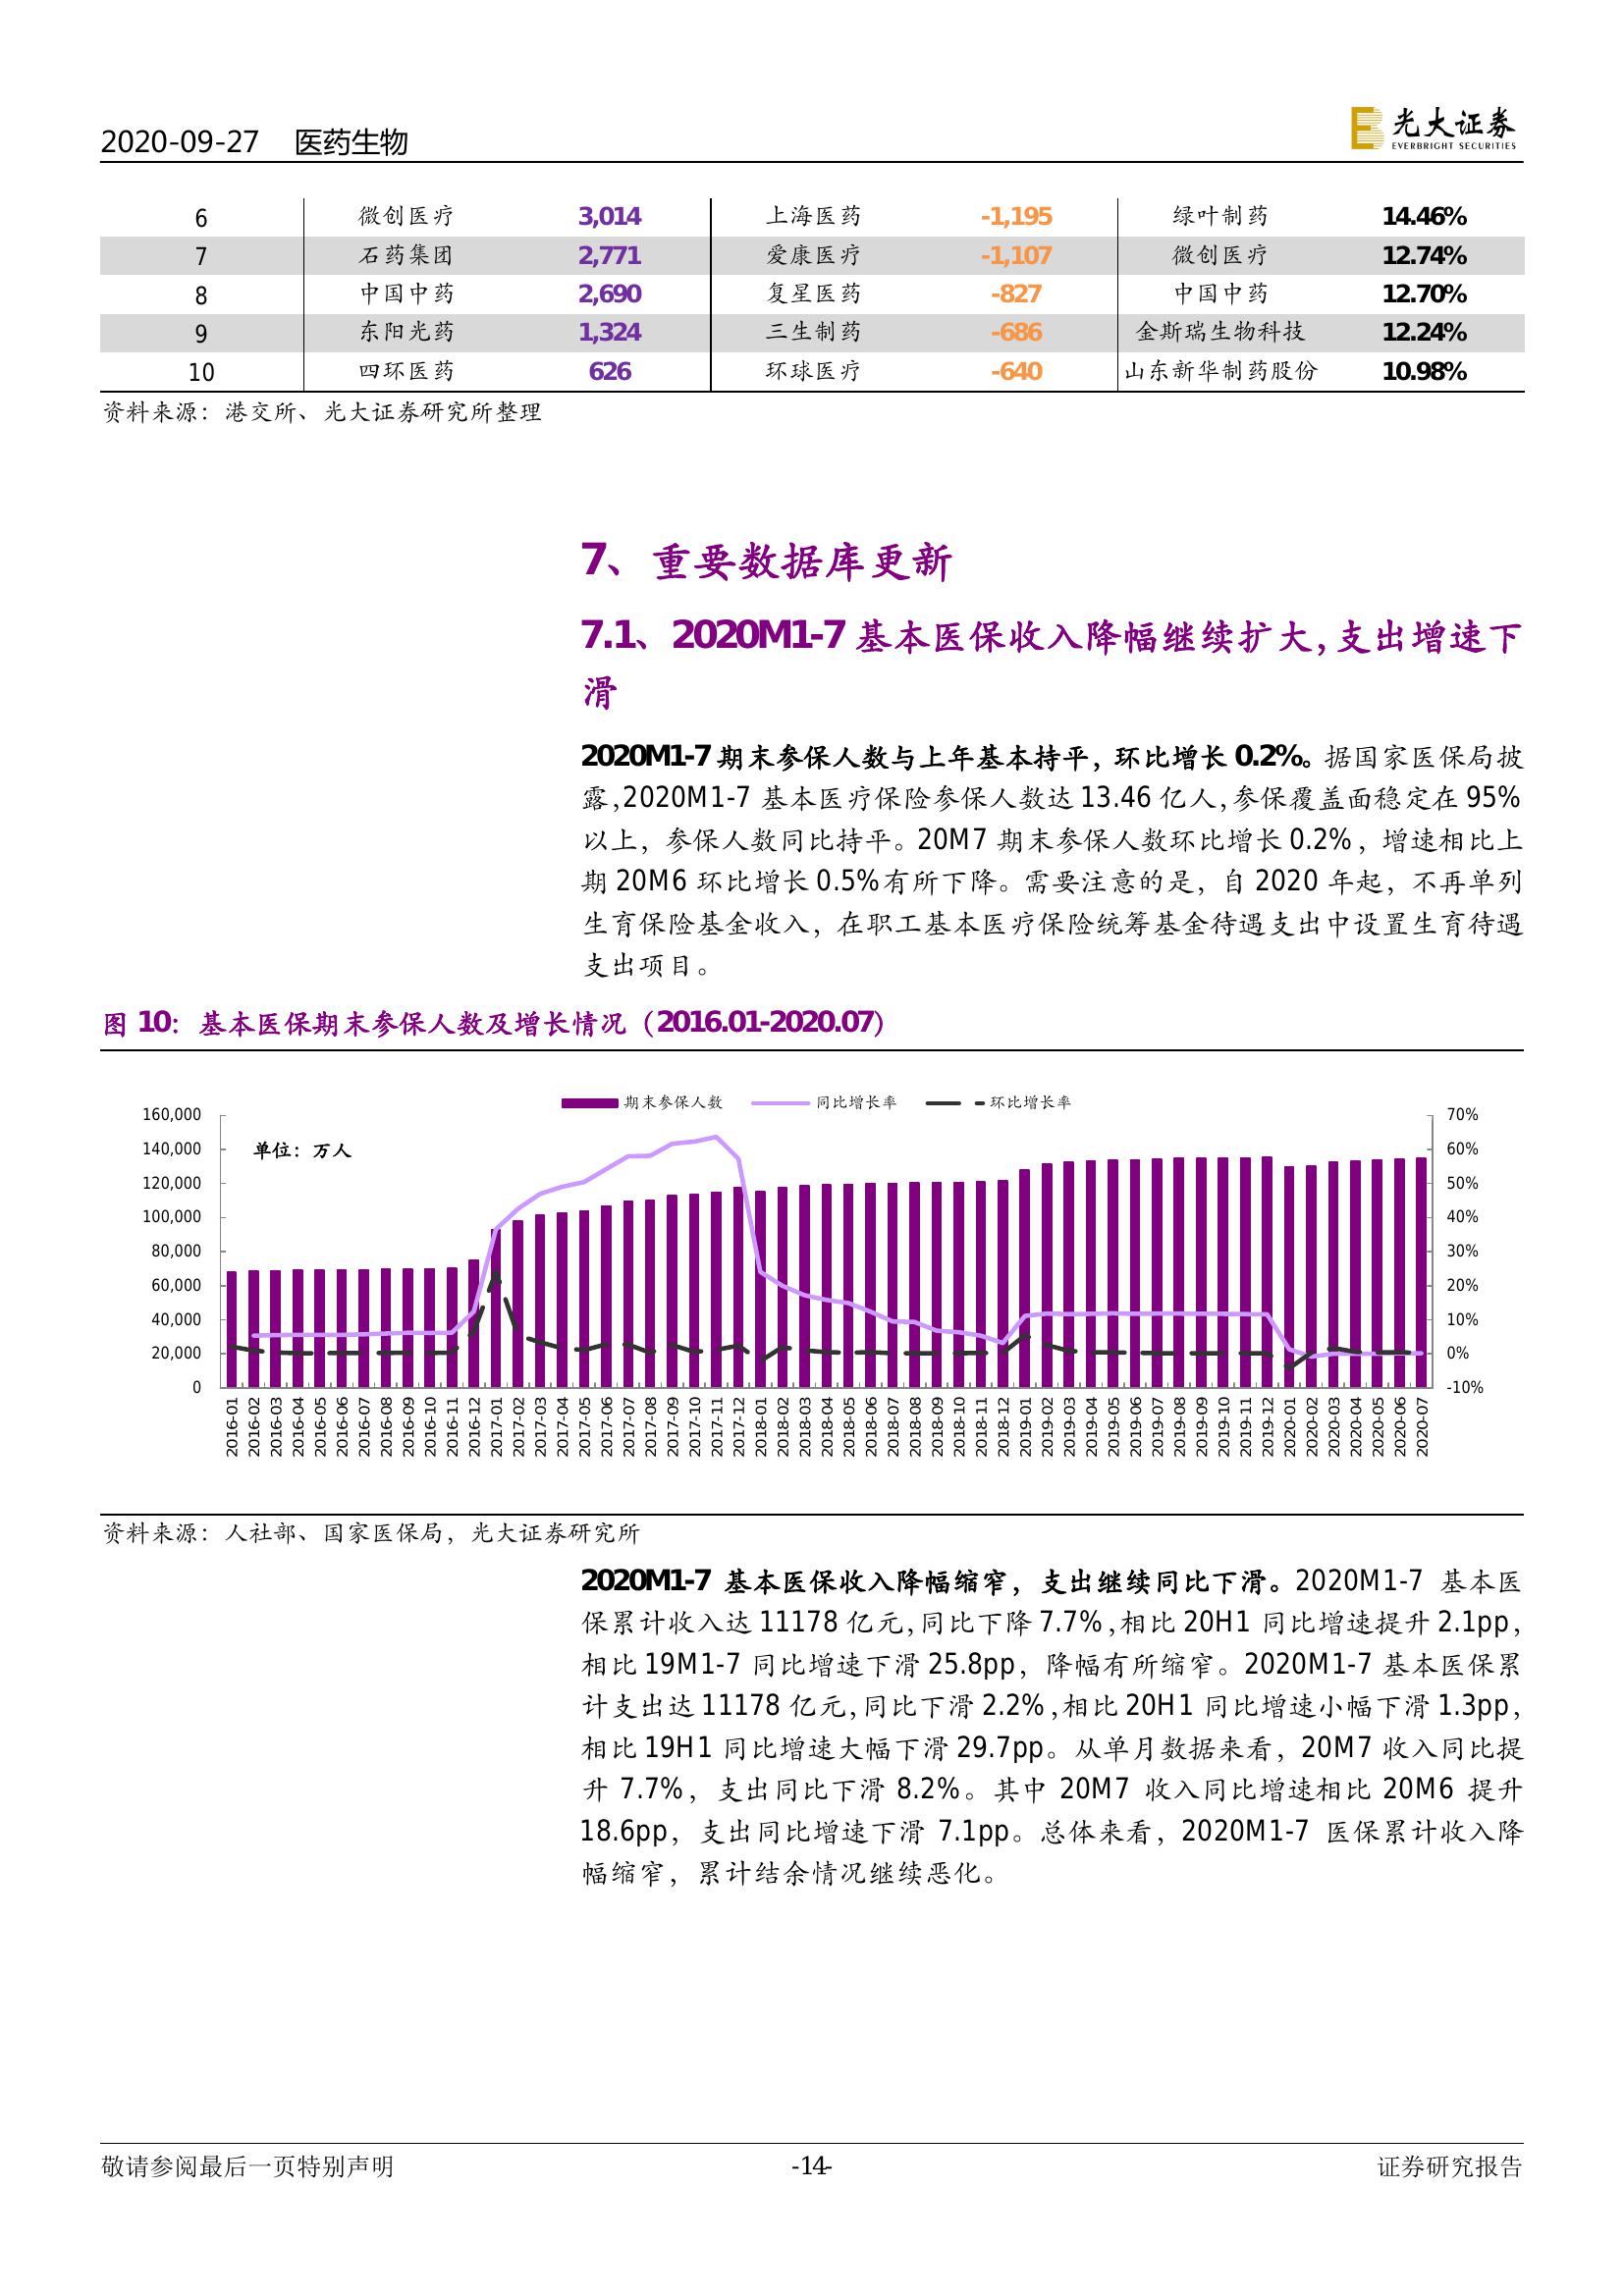 2020-09-27 医药生物
光大证券
EVERBRIGHT SECURITIES
6 微创医疗 3,014 上海医药 -1,195 绿叶制药 14.46%
7 石药集团 2,771 爱康医疗 -1,107 微创医疗 12.74%
8 中国中药 2,690 复星医药 -827 中国中药 12.70%
9 东阳光药 1,324 三生制药 -686 金斯瑞生物科技 12.24%
10 四环医药 626 环球医疗 -640 山东新华制药股份 10.98%
资料来源：港交所、光大证券研究所整理
7、重要数据库更新
7.1、2020M1-7 基本医保收入降幅继续扩大,支出增速下
滑
2020M1-7 期末参保人数与上年基本持平，环比增长 0.2%。据国家医保局披
露,2020M1-7 基本医疗保险参保人数达 13.46 亿人,参保覆盖面稳定在 95%
以上，参保人数同比持平。20M7 期末参保人数环比增长 0.2%，增速相比上
期 20M6 环比增长 0.5%有所下降。需要注意的是，自 2020 年起，不再单列
生育保险基金收入，在职工基本医疗保险统筹基金待遇支出中设置生育待遇
支出项目。
图 10：基本医保期末参保人数及增长情况（2016.01-2020.07）
期末参保人数 同比增长率 环比增长率
单位：万人
160,000 70%
140,000 60%
120,000 50%
100,000 40%
80,000 30%
60,000 20%
40,000 10%
20,000 0%
0 -10%
2016-01 2016-02 2016-03 2016-04 2016-05 2016-06 2016-07 2016-08 2016-09 2016-10 2016-11 2016-12 2017-01 2017-02 2017-03 2017-04 2017-05 2017-06 2017-07 2017-08 2017-09 2017-10 2017-11 2017-12 2018-01 2018-02 2018-03 2018-04 2018-05 2018-06 2018-07 2018-08 2018-09 2018-10 2018-11 2018-12 2019-01 2019-02 2019-03 2019-04 2019-05 2019-06 2019-07 2019-08 2019-09 2019-10 2019-11 2019-12 2020-01 2020-02 2020-03 2020-04 2020-05 2020-06 2020-07
资料来源：人社部、国家医保局，光大证券研究所
2020M1-7 基本医保收入降幅缩窄，支出继续同比下滑。2020M1-7 基本医
保累计收入达 11178 亿元,同比下降 7.7%,相比 20H1 同比增速提升 2.1pp，
相比 19M1-7 同比增速下滑 25.8pp，降幅有所缩窄。2020M1-7 基本医保累
计支出达 11178 亿元,同比下滑 2.2%,相比 20H1 同比增速小幅下滑 1.3pp，
相比 19H1 同比增速大幅下滑 29.7pp。从单月数据来看，20M7 收入同比提
升 7.7%，支出同比下滑 8.2%。其中 20M7 收入同比增速相比 20M6 提升
18.6pp，支出同比增速下滑 7.1pp。总体来看，2020M1-7 医保累计收入降
幅缩窄，累计结余情况继续恶化。
敬请参阅最后一页特别声明 -14- 证券研究报告